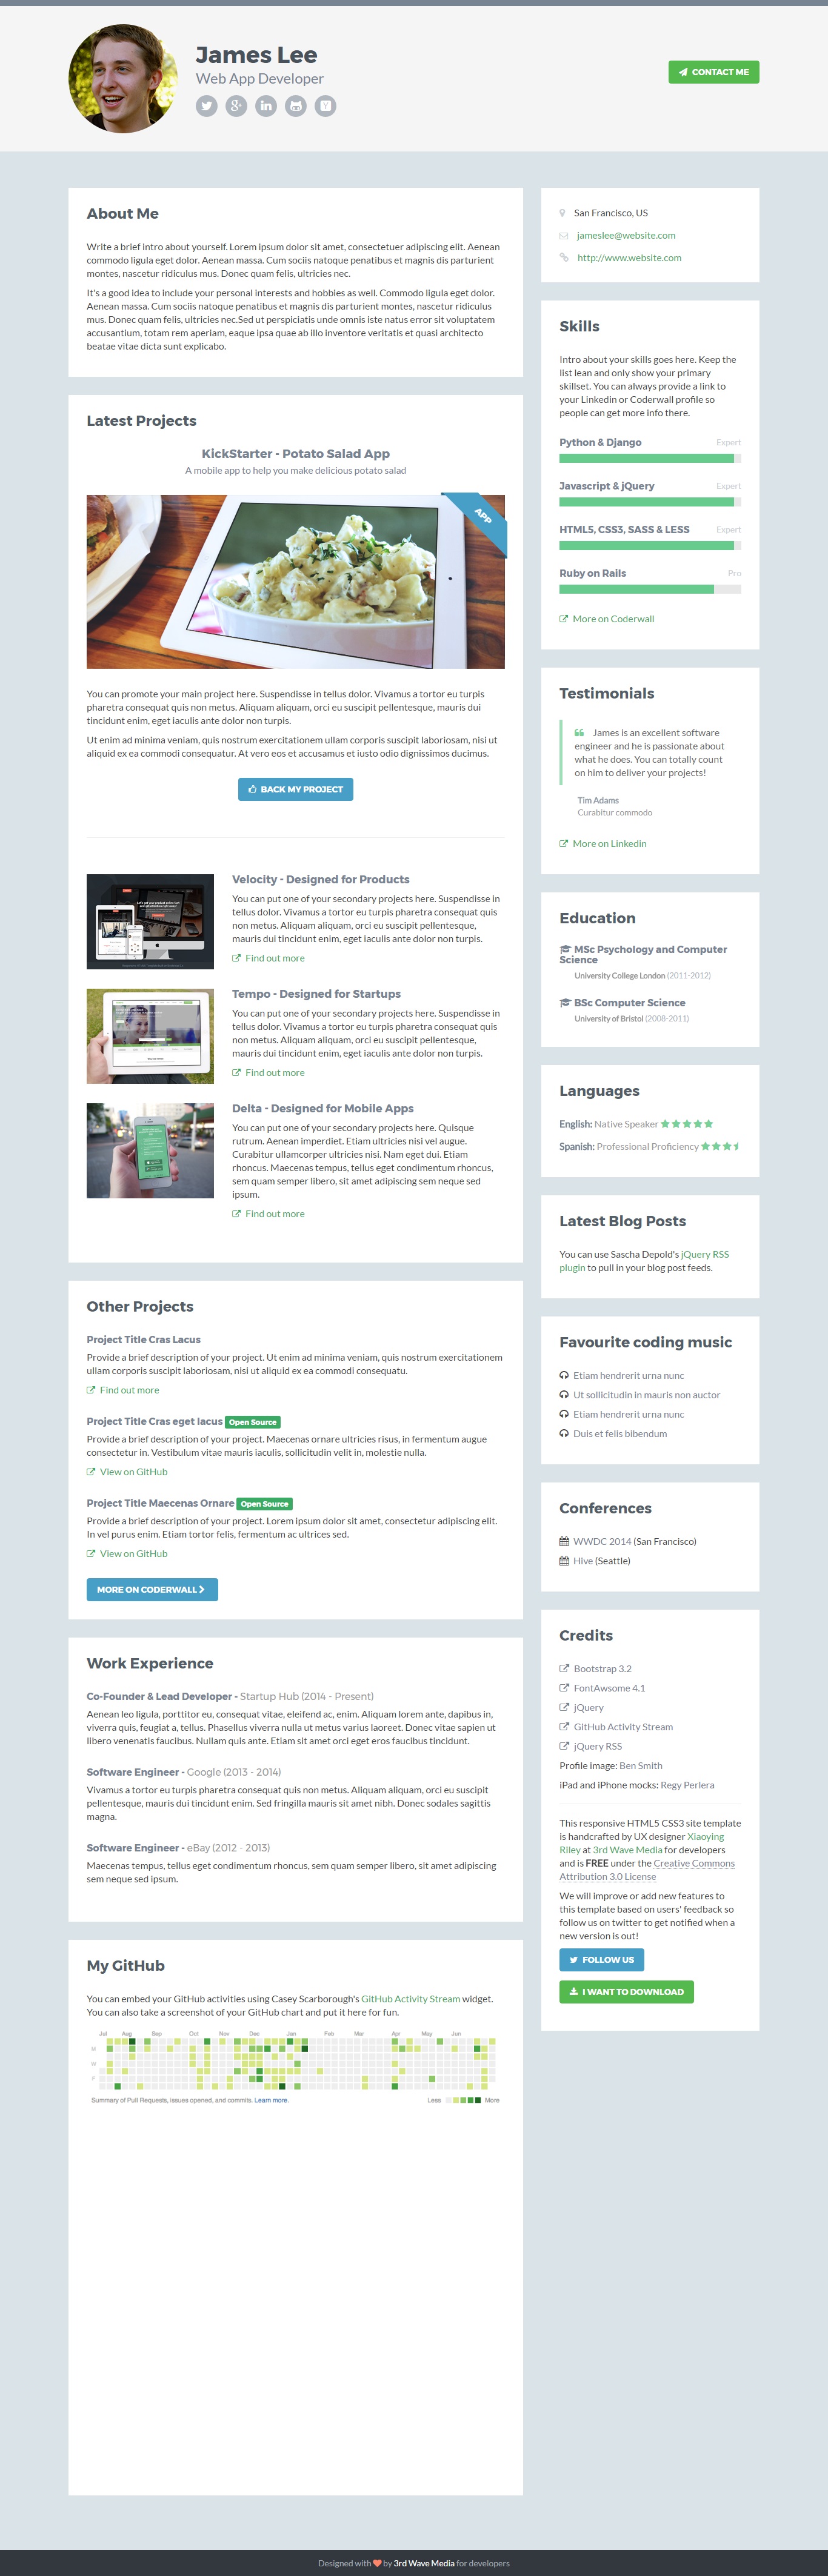 James Lee
Web App Developer
CONTACT ME
About Me
Write a brief intro about yourself. Lorem ipsum dolor sit amet, consectetuer adipiscing elit. Aenean
commodo ligula eget dolor. Aenean massa. Cum sociis natoque penatibus et magnis dis parturient
montes, nascetur ridiculus mus. Donec quam felis, ultricies nec.
It's a good idea to include your personal interests and hobbies as well. Commodo ligula eget dolor.
Aenean massa. Cum sociis natoque penatibus et magnis dis parturient montes, nascetur ridiculus
mus. Donec quam felis, ultricies nec.Sed ut perspiciatis unde omnis iste natus error sit voluptatem
accusantium, totam rem aperiam, eaque ipsa quae ab illo inventore veritatis et quasi architecto
beatae vitae dicta sunt explicabo.
Latest Projects
KickStarter - Potato Salad App
A mobile app to help you make delicious potato salad
APP
You can promote your main project here. Suspendisse in tellus dolor. Vivamus a tortor eu turpis
pharetra consequat quis non metus. Aliquam aliquam, orci eu suscipit pellentesque, mauris dui
tincidunt enim, eget iaculis ante dolor non turpis.
Ut enim ad minima veniam, quis nostrum exercitationem ullam corporis suscipit laboriosam, nisi ut
aliquid ex ea commodi consequatur. At vero eos et accusamus et iusto odio dignissimos ducimus.
BACK MY PROJECT
Velocity - Designed for Products
You can put one of your secondary projects here. Suspendisse in
tellus dolor. Vivamus a tortor eu turpis pharetra consequat quis
non metus. Aliquam aliquam, orci eu suscipit pellentesque,
mauris dui tincidunt enim, eget iaculis ante dolor non turpis.
Find out more
Tempo - Designed for Startups
You can put one of your secondary projects here. Suspendisse in
tellus dolor. Vivamus a tortor eu turpis pharetra consequat quis
non metus. Aliquam aliquam, orci eu suscipit pellentesque,
mauris dui tincidunt enim, eget iaculis ante dolor non turpis.
Find out more
Delta - Designed for Mobile Apps
You can put one of your secondary projects here. Quisque
rutrum. Aenean imperdiet. Etiam ultricies nisi vel augue.
Curabitur ullamcorper ultricies nisi. Nam eget dui. Etiam
rhoncus. Maecenas tempus, tellus eget condimentum rhoncus,
sem quam semper libero, sit amet adipiscing sem neque sed
ipsum.
Find out more
Other Projects
Project Title Cras Lacus
Provide a brief description of your project. Ut enim ad minima veniam, quis nostrum exercitationem
ullam corporis suscipit laboriosam, nisi ut aliquid ex ea commodi consequatur.
Find out more
Project Title Cras eget lacus Open Source
Provide a brief description of your project. Maecenas ornare ultricies risus, in fermentum augue
consectetur in. Vestibulum vitae mauris iaculis, sollicitudin velit in, molestie nulla.
View on GitHub
Project Title Maecenas Ornare Open Source
Provide a brief description of your project. Lorem ipsum dolor sit amet, consectetur adipiscing elit.
In vel purus enim. Etiam tortor felis, fermentum ac ultrices sed.
View on GitHub
MORE ON CODERWALL
Work Experience
Co-Founder & Lead Developer - Startup Hub (2014 - Present)
Aenean leo ligula, porttitor eu, consequat vitae, eleifend ac, enim. Aliquam lorem ante, dapibus in,
viverra quis, feugiat a, tellus. Phasellus viverra nulla ut metus varius laoreet. Donec vitae sapien ut
libero venenatis faucibus. Nullam quis ante. Etiam sit amet orci eget eros faucibus tincidunt.
Software Engineer - Google (2013 - 2014)
Vivamus a tortor eu turpis pharetra consequat quis non metus. Aliquam aliquam, orci eu suscipit
pellentesque, mauris dui tincidunt enim. Sed fringilla mauris sit amet nibh. Donec sodales sagittis
magna.
Software Engineer - eBay (2012 - 2013)
Maecenas tempus, tellus eget condimentum rhoncus, sem quam semper libero, sit amet adipiscing
sem neque sed ipsum.
My GitHub
You can embed your GitHub activities using Casey Scarborough's GitHub Activity Stream widget.
You can also take a screenshot of your GitHub chart and put it here for fun.
Jul Aug Sep Oct Nov Dec Jan Feb Mar Apr May Jun
M
W
F
Summary of Pull Requests, issues opened, and commits. Learn more. Less More
San Francisco, US
jameslee@website.com
http://www.website.com
Skills
Intro about your skills goes here. Keep the
list lean and only show your primary
skillset. You can always provide a link to
your Linkedin or Coderwall profile so
people can get more info there.
Python & Django Expert
Javascript & jQuery Expert
HTML5, CSS3, SASS & LESS Expert
Ruby on Rails Pro
More on Coderwall
Testimonials
James is an excellent software
engineer and he is passionate about
what he does. You can totally count
on him to deliver your projects!
Tim Adams
Curabitur commodo
More on Linkedin
Education
MSc Psychology and Computer
Science
University College London (2011-2012)
BSc Computer Science
University of Bristol (2008-2011)
Languages
English: Native Speaker
Spanish: Professional Proficiency
Latest Blog Posts
You can use Sascha Depold's jQuery RSS
plugin to pull in your blog post feeds.
Favourite coding music
Etiam hendrerit urna nunc
Ut sollicitudin in mauris non auctor
Etiam hendrerit urna nunc
Duis et felis bibendum
Conferences
WWDC 2014 (San Francisco)
Hive (Seattle)
Credits
Bootstrap 3.2
FontAwsome 4.1
jQuery
GitHub Activity Stream
jQuery RSS
Profile image: Ben Smith
iPad and iPhone mocks: Regy Perlera
This responsive HTML5 CSS3 site template
is handcrafted by UX designer Xiaoying
Riley at 3rd Wave Media for developers
and is FREE under the Creative Commons
Attribution 3.0 License
We will improve or add new features to
this template based on users' feedback so
follow us on twitter to get notified when a
new version is out!
FOLLOW US
I WANT TO DOWNLOAD
Designed with by 3rd Wave Media for developers